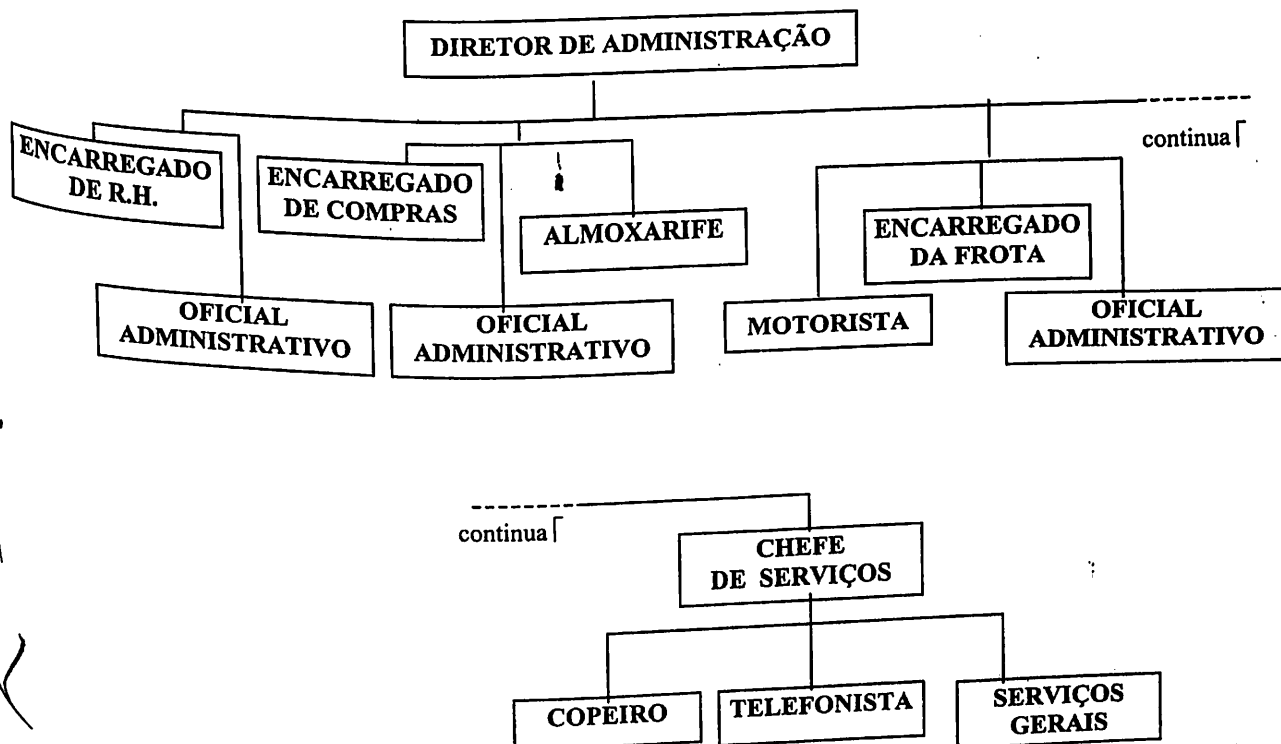 DIRETOR DE ADMINISTRAÇÃO
continua
ENCARREGADO
DE R.H.
ENCARREGADO
DE COMPRAS
ALMOXARIFE
ENCARREGADO
DA FROTA
OFICIAL
ADMINISTRATIVO
OFICIAL
ADMINISTRATIVO
MOTORISTA
OFICIAL
ADMINISTRATIVO
continua
CHEFE
DE SERVIÇOS
COPEIRO
TELEFONISTA
SERVIÇOS
GERAIS